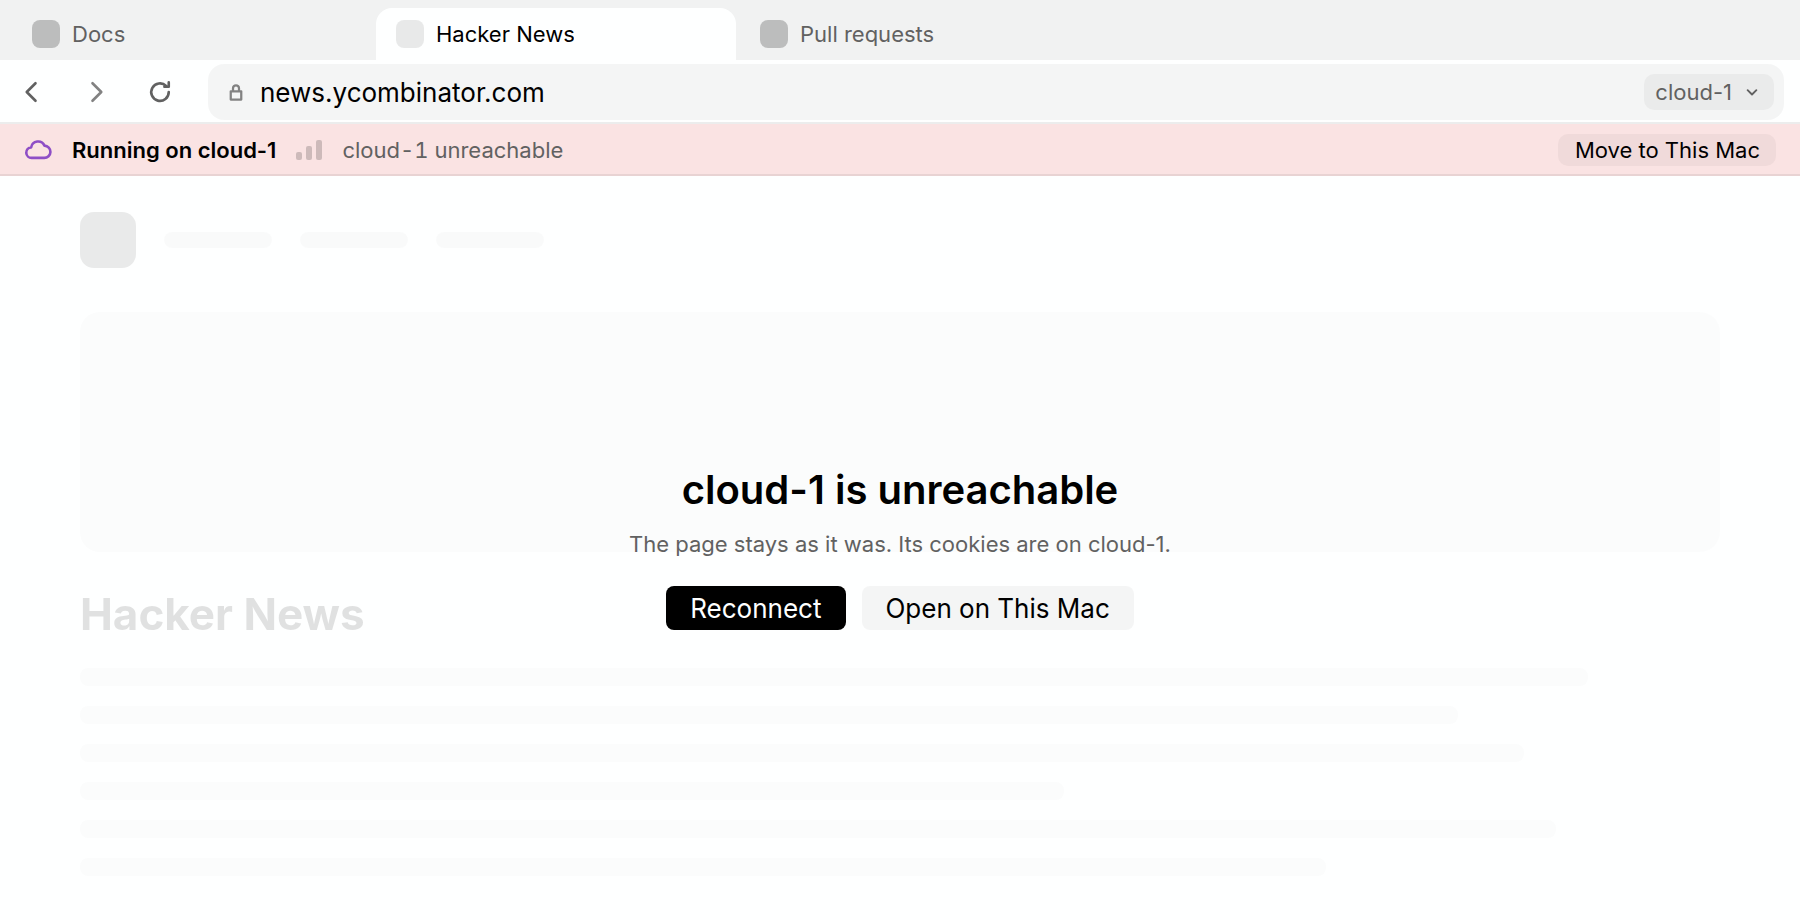 Docs
Hacker News
Pull requests
news.ycombinator.com
cloud-1
Running on cloud-1
cloud-1 unreachable
Move to This Mac
cloud-1 is unreachable
The page stays as it was. Its cookies are on cloud-1.
Reconnect
Open on This Mac
Hacker News